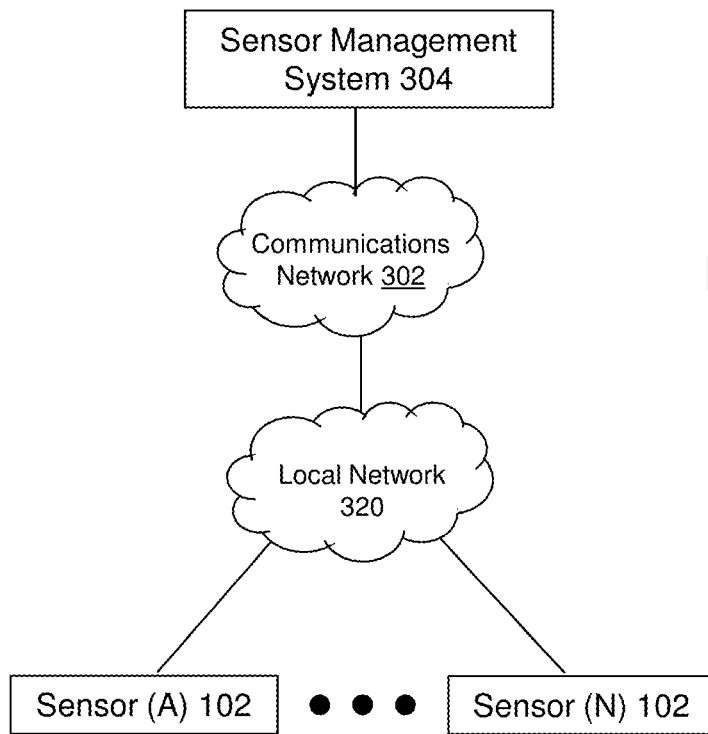 Sensor Management
System 304
Communications
Network 302
Local Network
320
Sensor (A) 102
Sensor (N) 102